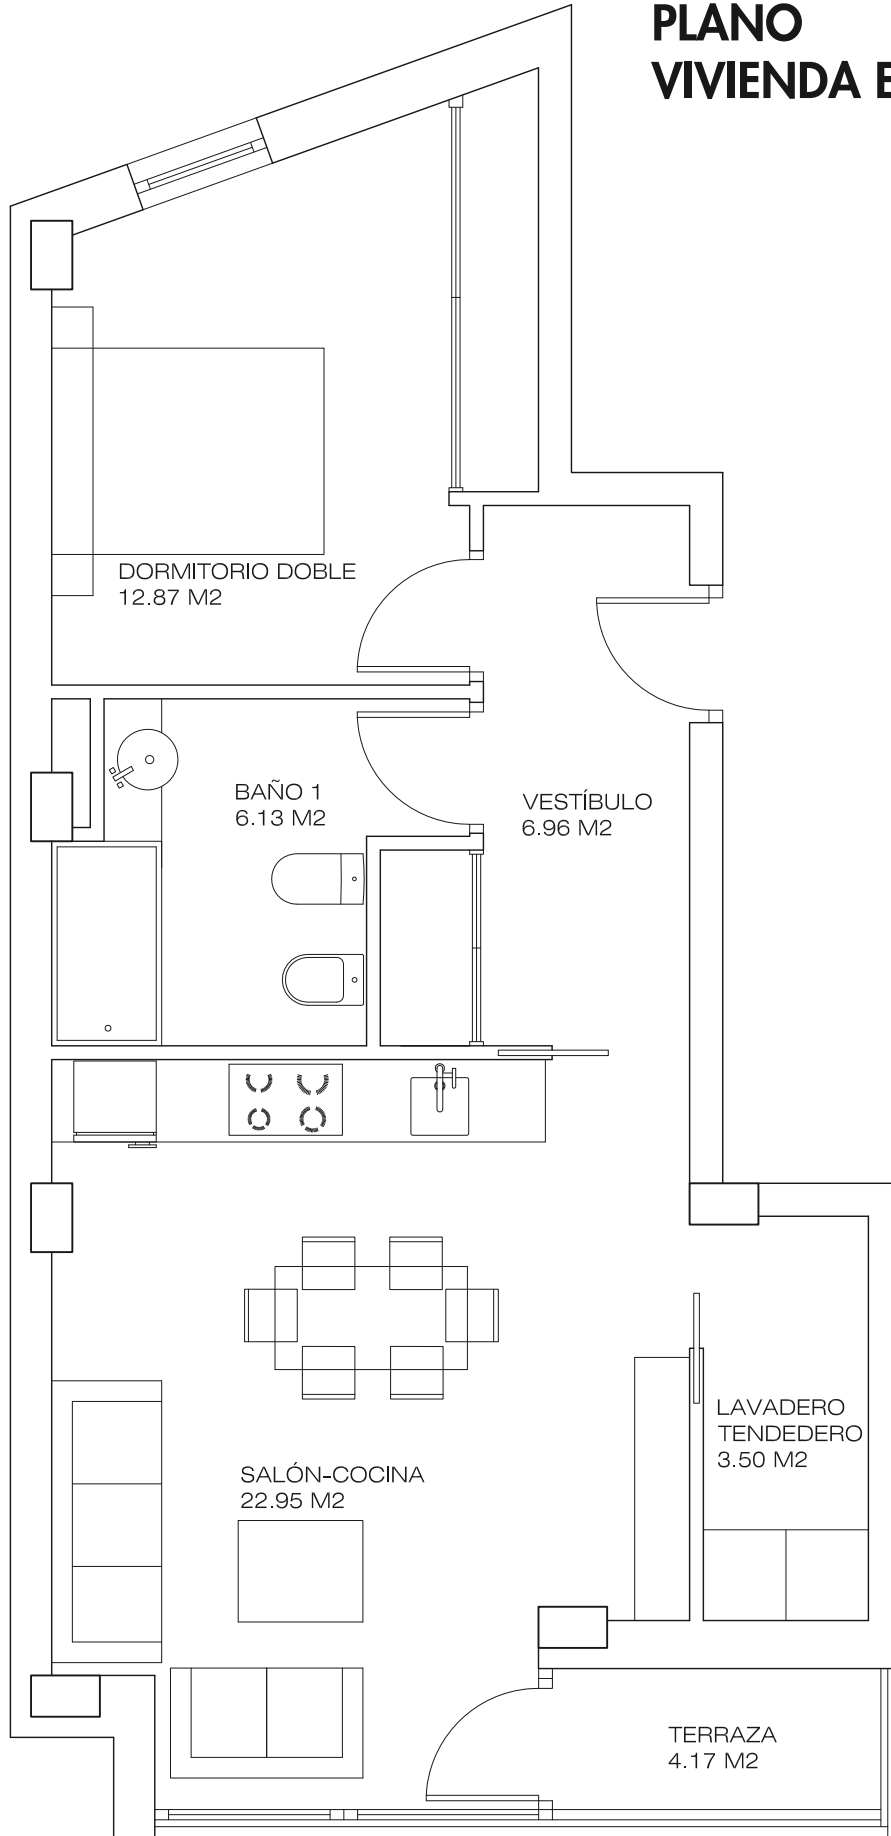 PLANO
VIVIENDA
DORMITORIO DOBLE
12.87 M2
BAÑO 1
6.13 M2
VESTÍBULO
6.96 M2
LAVADERO
TENDEDERO
3.50 M2
SALÓN-COCINA
22.95 M2
TERRAZA
4.17 M2